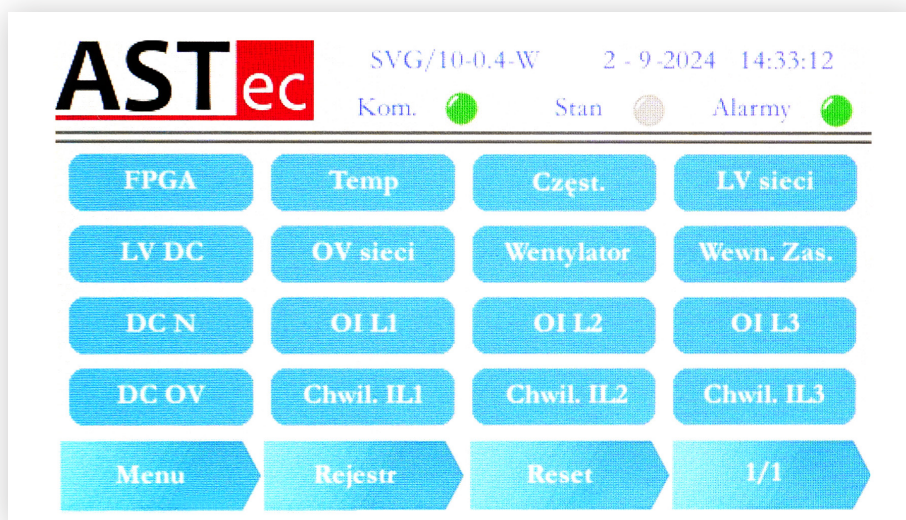 ASTec
SVG/10-0.4-W 2 - 9 -2024 14:33:12
Kom. Stan Alarmy
FPGA Temp Częst. LV sieci
LV DC OV sieci Wentylator Wewn. Zas.
DC N OI L1 OI L2 OI L3
DC OV Chwil. IL1 Chwil. IL2 Chwil. IL3
Menu Rejestr Reset 1/1